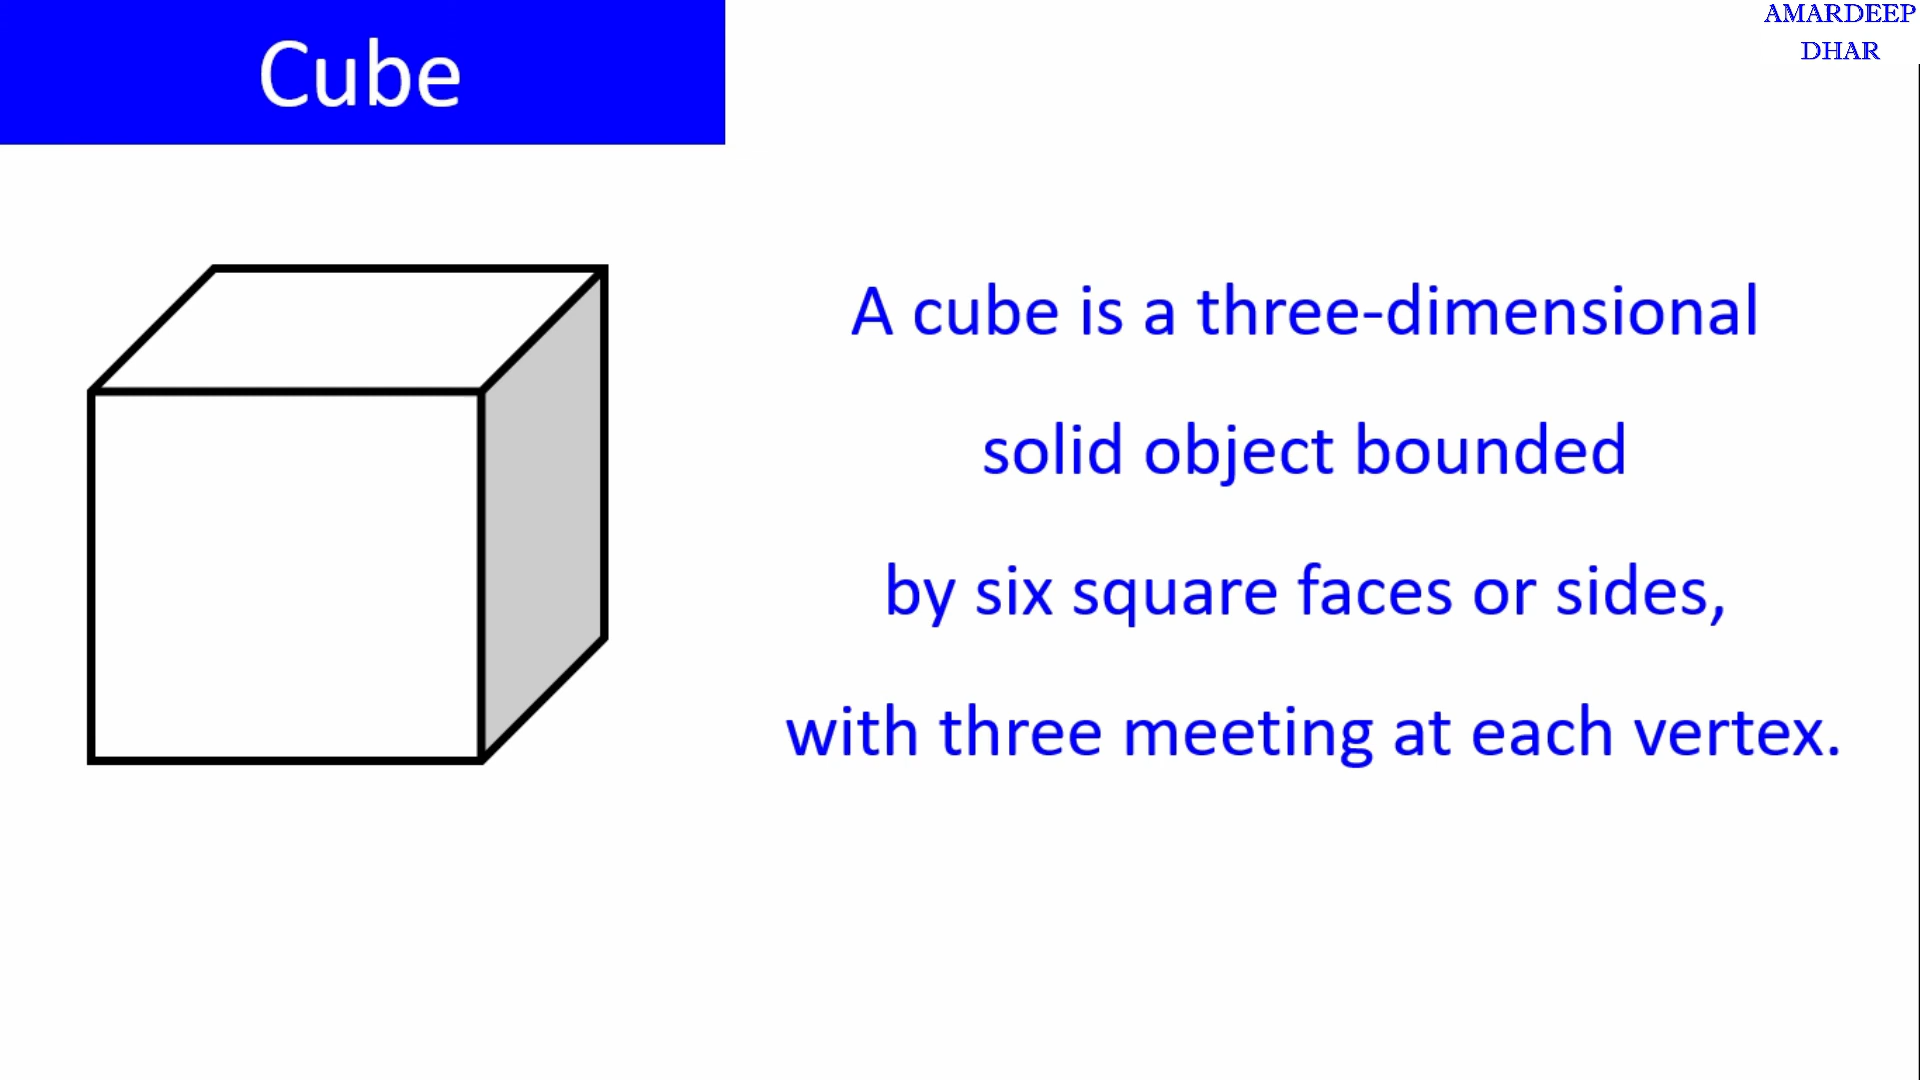 Cube
AMARDEEP
DHAR
A cube is a three-dimensional
solid object bounded
by six square faces or sides,
with three meeting at each vertex.